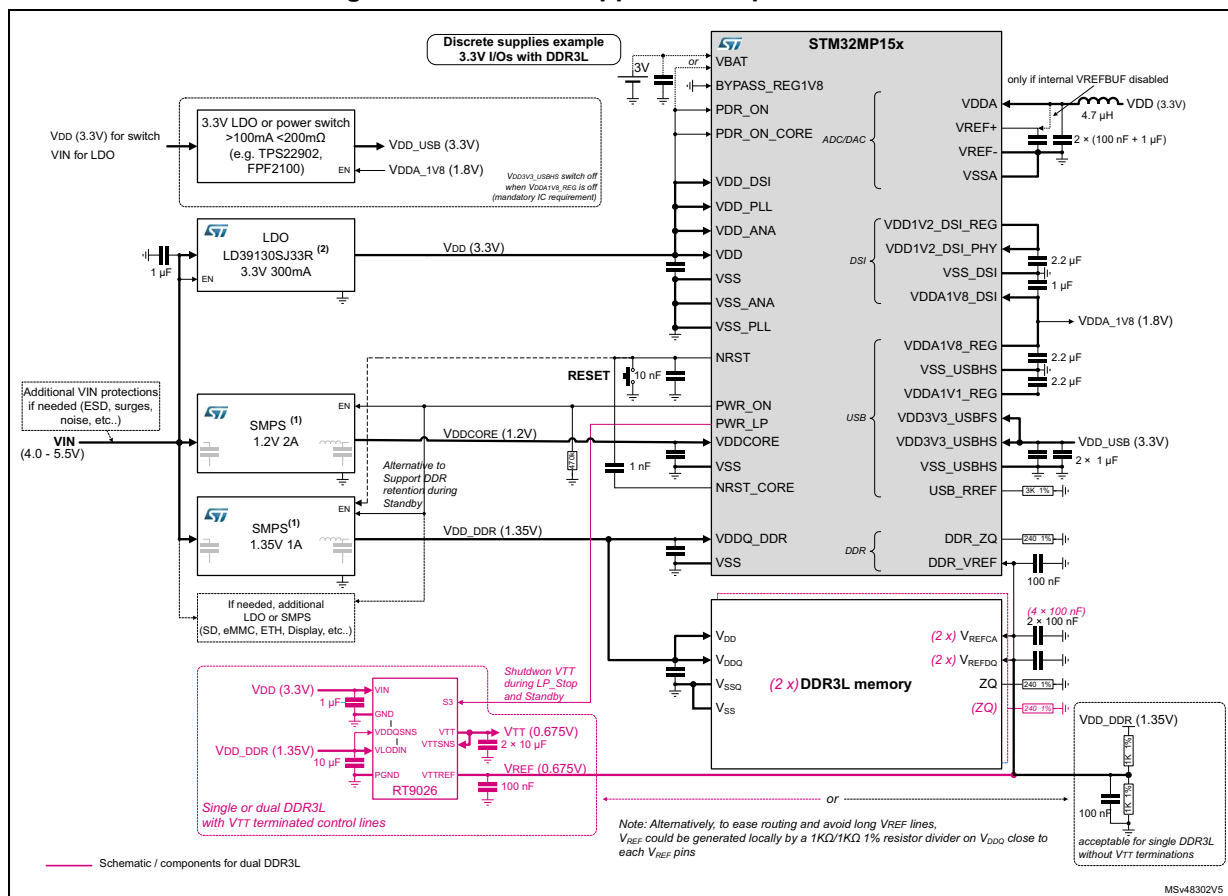 Discrete supplies example
3.3V I/Os with DDR3L
STM32MP15x
3V
or
VBAT
BYPASS_REG1V8
PDR_ON
PDR_ON_CORE
VDD_DSI
VDD_PLL
VDD_ANA
VDD
VSS
VSS_ANA
VSS_PLL
NRST
PWR_ON
PWR_LP
VDDCORE
VSS
NRST_CORE
VDDQ_DDR
VSS
ADC/DAC
DSI
USB
DDR
VDDA
VREF+
VREF-
VSSA
VDD1V2_DSI_REG
VDD1V2_DSI_PHY
VSS_DSI
VDDA1V8_DSI
VDDA1V8_REG
VSS_USBHS
VDDA1V1_REG
VDD3V3_USBFS
VDD3V3_USBHS
VSS_USBHS
USB_RREF
DDR_ZQ
DDR_VREF
only if internal VREFBUF disabled
VDD (3.3V)
4.7 µH
2 × (100 nF + 1 µF)
2.2 µF
1 µF
VDDA_1V8 (1.8V)
2.2 µF
2.2 µF
VDD_USB (3.3V)
2 × 1 µF
3K 1%
240 1%
100 nF
VDD (3.3V) for switch
VIN for LDO
3.3V LDO or power switch
>100mA <200mΩ
(e.g. TPS22902,
FPF2100)
EN
VDD_USB (3.3V)
VDDA_1V8 (1.8V)
VDD3V3_USBHS switch off
when VDDA1V8_REG is off
(mandatory IC requirement)
1 µF
LDO
LD39130SJ33R (2)
3.3V 300mA
EN
VDD (3.3V)
RESET
10 nF
Additional VIN protections
if needed (ESD, surges,
noise, etc..)
VIN
(4.0 - 5.5V)
EN
SMPS(1)
1.2V 2A
VDDCORE (1.2V)
Alternative to
Support DDR
retention during
Standby
470k
1 nF
EN
SMPS(1)
1.35V 1A
VDD_DDR (1.35V)
If needed, additional
LDO or SMPS
(SD, eMMC, ETH, Display, etc..)
VDD
VDDQ
VSSQ
VSS
(2 x) DDR3L memory
(2 x) VREFCA
(2 x) VREFDQ
ZQ
(ZQ)
(4 × 100 nF)
2 × 100 nF
240 1%
240 1%
Shutdwon VTT
during LP_Stop
and Standby
VDD (3.3V)
1 µF
VDD_DDR (1.35V)
10 µF
VIN
GND
VDDQSNS
VLODIN
PGND
S3
VTT
VTTSNS
VTTREF
RT9026
VTT (0.675V)
2 × 10 µF
VREF (0.675V)
100 nF
Single or dual DDR3L
with VTT terminated control lines
or
VDD_DDR (1.35V)
1K 1%
1K 1%
100 nF
acceptable for single DDR3L
without VTT terminations
Note: Alternatively, to ease routing and avoid long VREF lines,
VREF could be generated locally by a 1KΩ/1KΩ 1% resistor divider on VDDQ close to
each VREF pins
Schematic / components for dual DDR3L
MSv48302V5